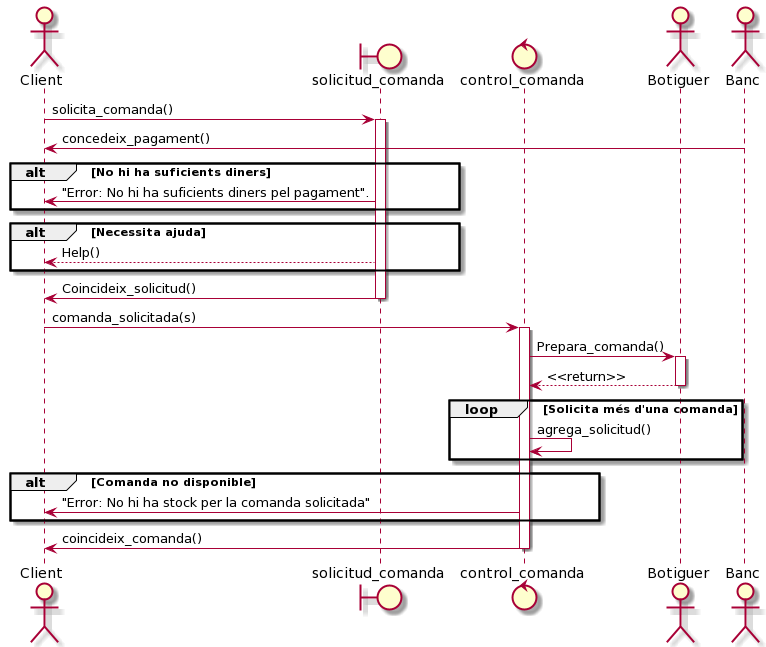 Client solicitud_comanda control_comanda Botiguer Banc
solicita_comanda()
concedeix_pagament()
alt [No hi ha suficients diners]
"Error: No hi ha suficients diners pel pagament".
alt [Necessita ajuda]
Help()
Coincideix_solicitud()
comanda_solicitada(s)
Prepara_comanda()
<<return>>
loop [Solicita més d'una comanda]
agrega_solicitud()
alt [Comanda no disponible]
"Error: No hi ha stock per la comanda solicitada"
coincideix_comanda()
Client solicitud_comanda control_comanda Botiguer Banc